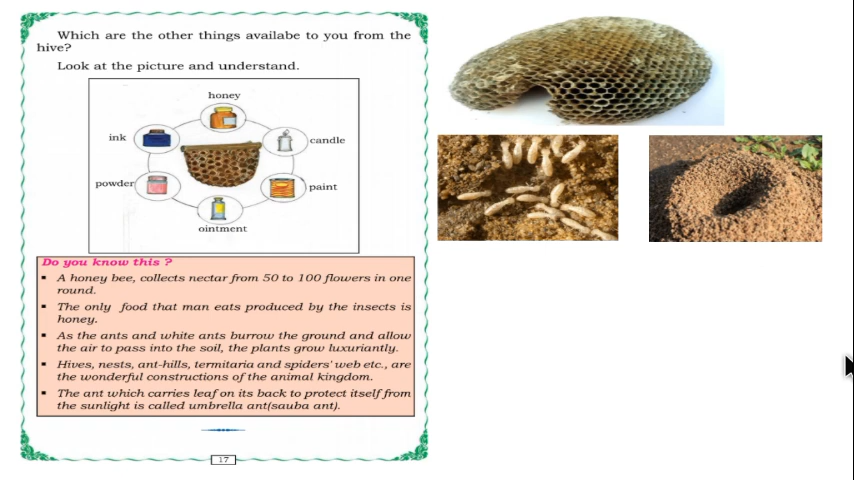 Which are the other things availabe to you from the
hive?
Look at the picture and understand.
honey
ink
candle
powder
paint
ointment
Do you know this ?
▪ A honey bee, collects nectar from 50 to 100 flowers in one
round.
▪ The only food that man eats produced by the insects is
honey.
▪ As the ants and white ants burrow the ground and allow
the air to pass into the soil, the plants grow luxuriantly.
▪ Hives, nests, ant-hills, termitaria and spiders' web etc., are
the wonderful constructions of the animal kingdom.
▪ The ant which carries leaf on its back to protect itself from
the sunlight is called umbrella ant(sauba ant).
17